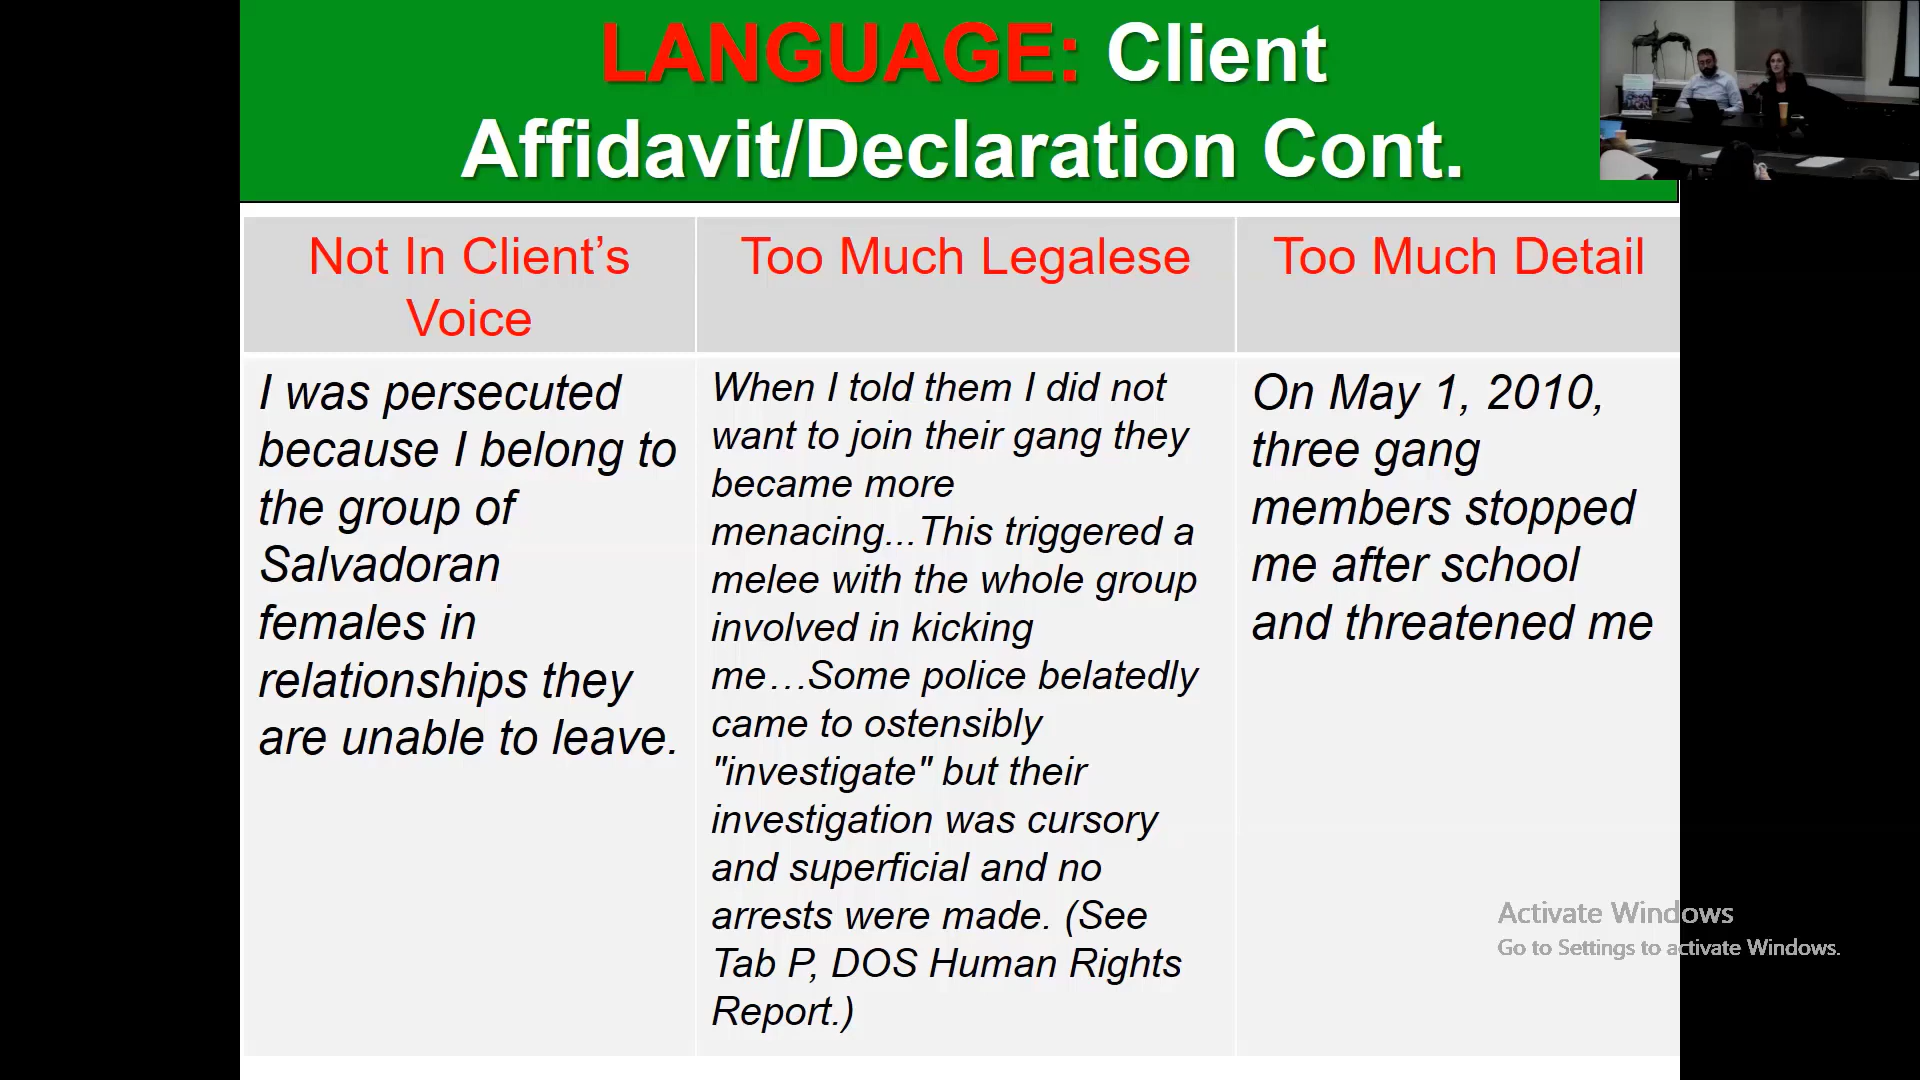 LANGUAGE: Client
Affidavit/Declaration Cont.
Not In Client’s
Voice
Too Much Legalese
Too Much Detail
I was persecuted
because I belong to
the group of
Salvadoran
females in
relationships they
are unable to leave.
When I told them I did not
want to join their gang they
became more
menacing...This triggered a
melee with the whole group
involved in kicking
me…Some police belatedly
came to ostensibly
"investigate" but their
investigation was cursory
and superficial and no
arrests were made. (See
Tab P, DOS Human Rights
Report.)
On May 1, 2010,
three gang
members stopped
me after school
and threatened me
Activate Windows
Go to Settings to activate Windows.